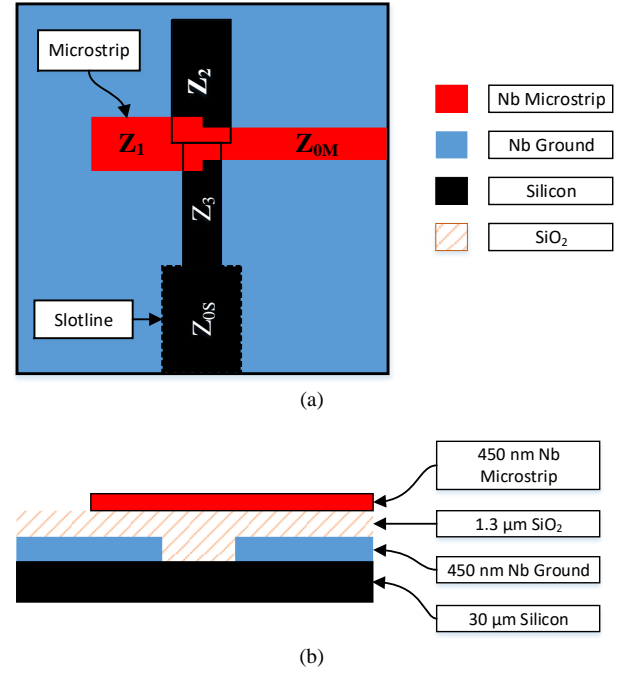 Microstrip
Z₂
Z₁
Z₀M
Z₃
Slotline
Z₀S
Nb Microstrip
Nb Ground
Silicon
SiO₂
(a)
450 nm Nb
Microstrip
1.3 µm SiO₂
450 nm Nb Ground
30 µm Silicon
(b)